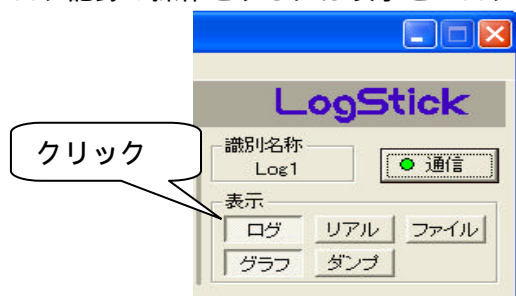 LogStick
クリック
識別名称
Log1
通信
表示
ログ リアル ファイル
グラフ ダンプ